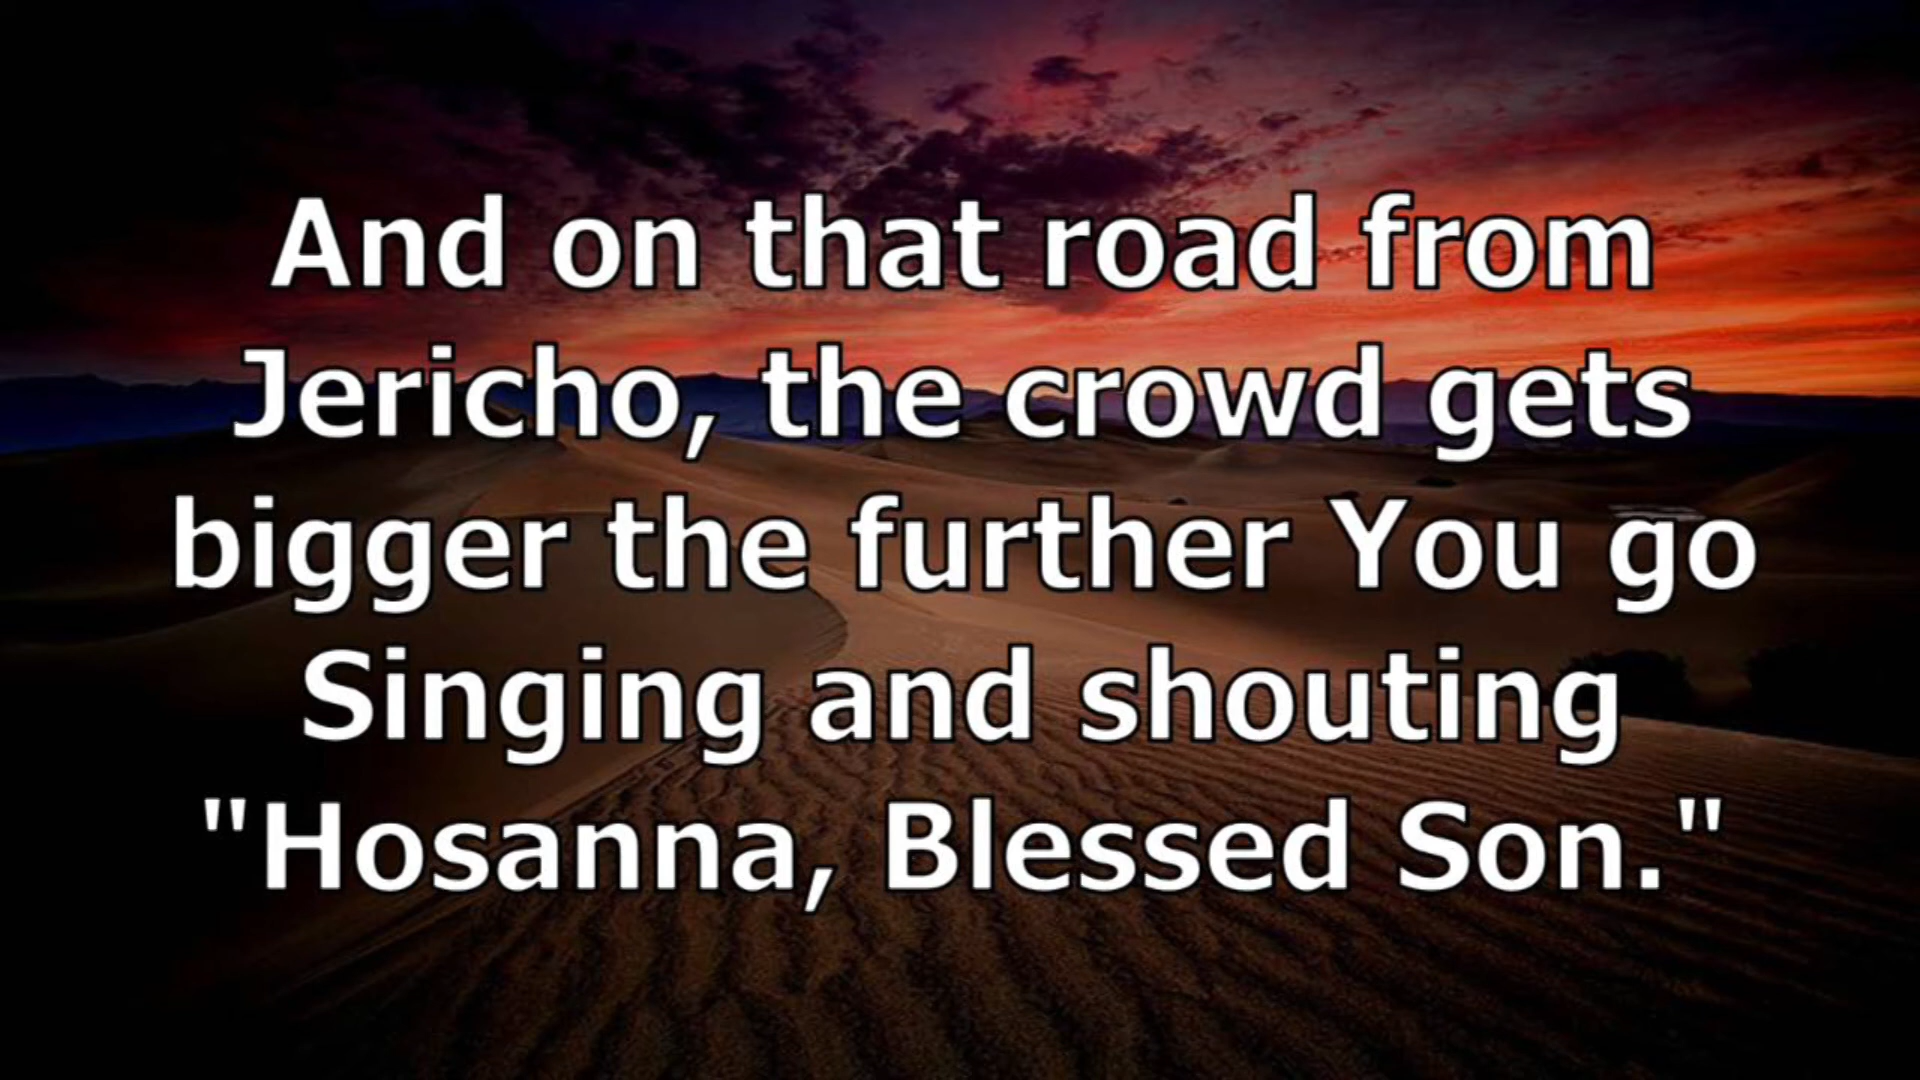 And on that road from
Jericho, the crowd gets
bigger the further You go
Singing and shouting
"Hosanna, Blessed Son."